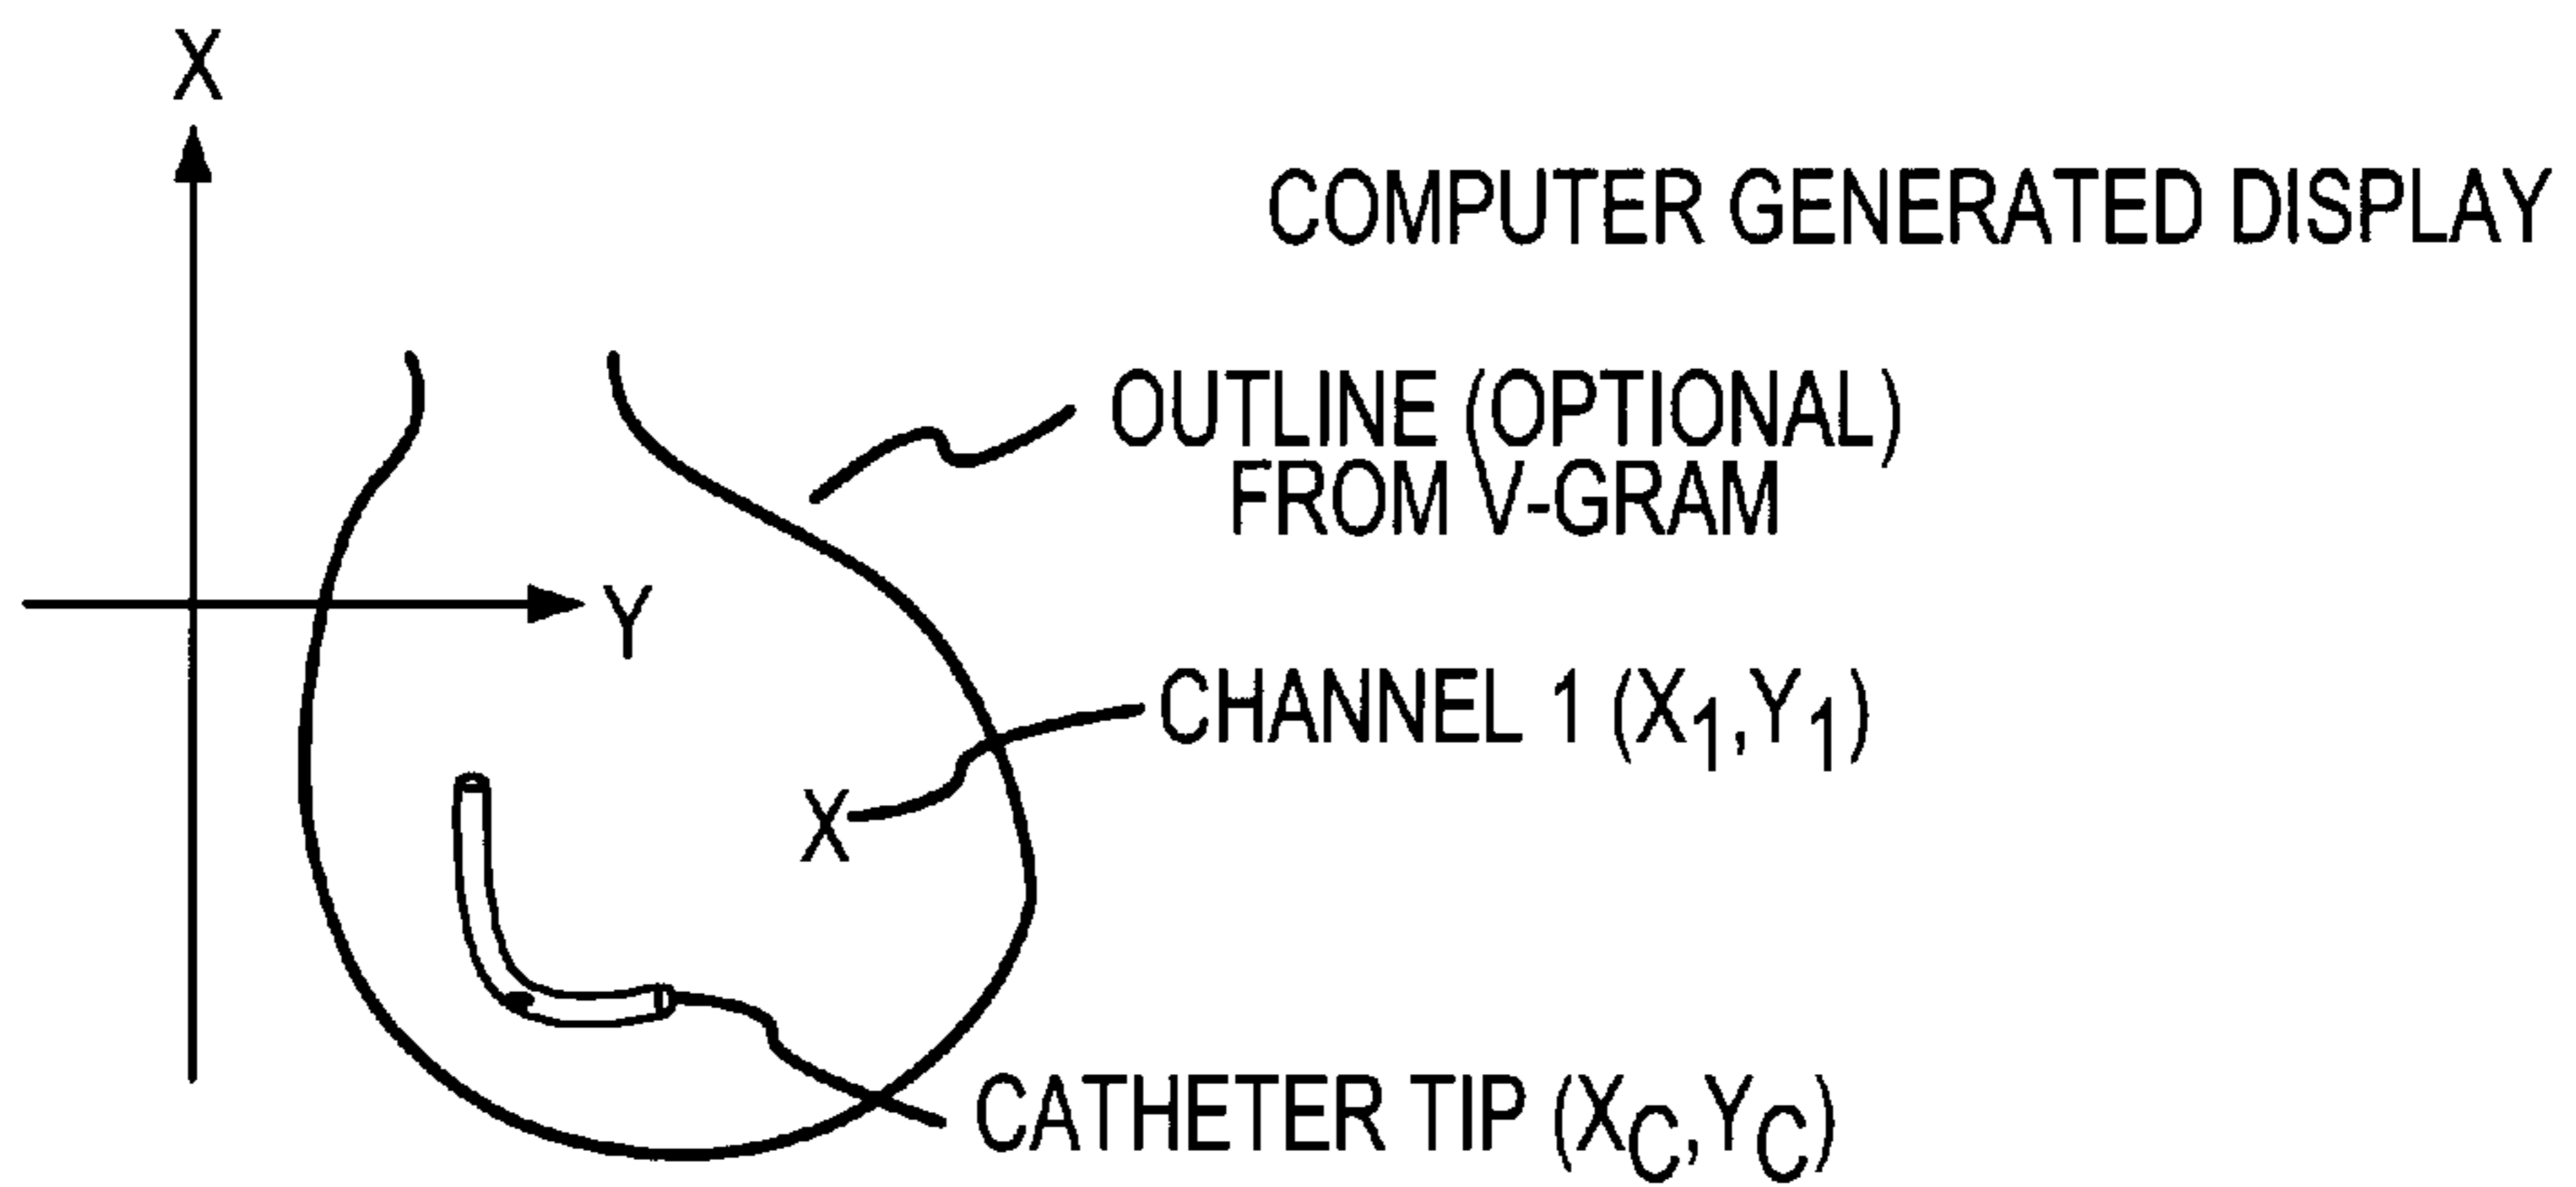 X
COMPUTER GENERATED DISPLAY
OUTLINE (OPTIONAL)
FROM V-GRAM
Y
CHANNEL 1 (X1,Y1)
X
CATHETER TIP (XC,YC)